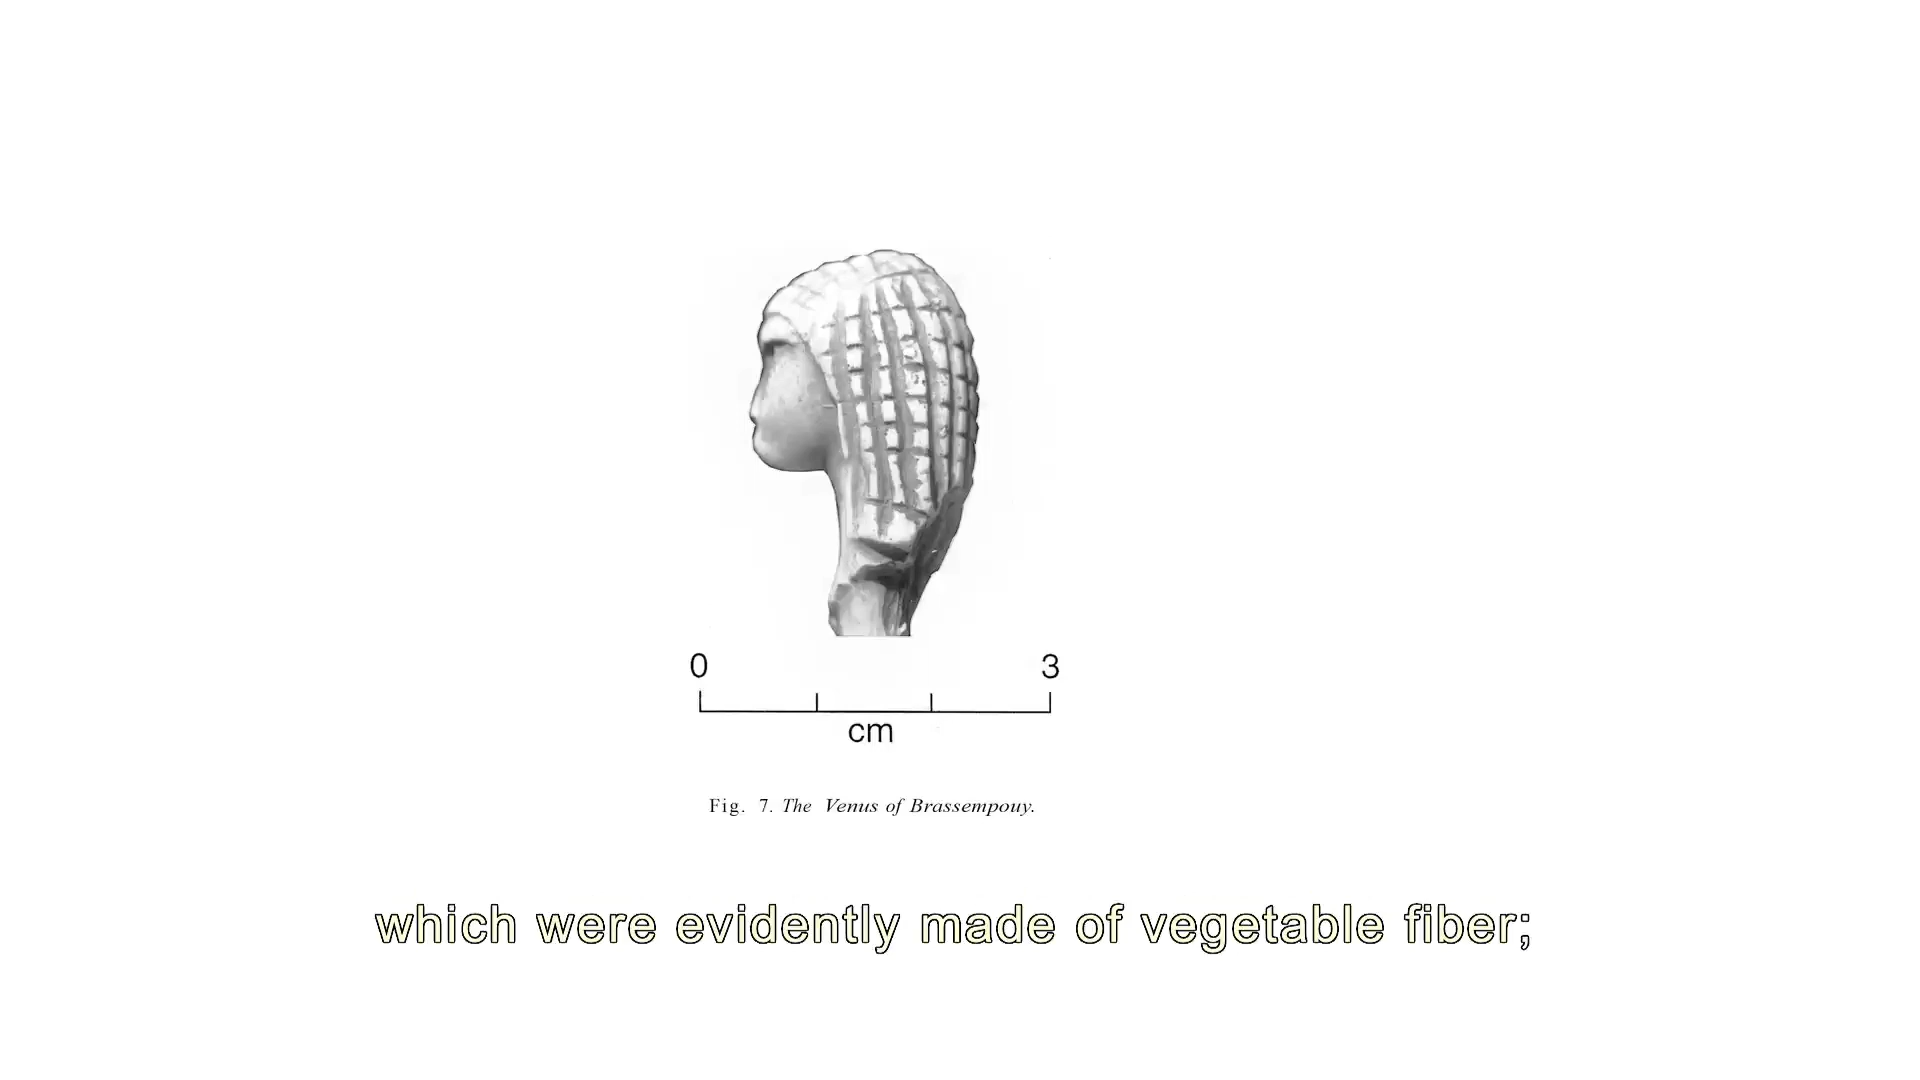 0 3
cm
Fig. 7. The Venus of Brassempouy.
which were evidently made of vegetable fiber;